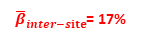 β̅inter-site= 17%